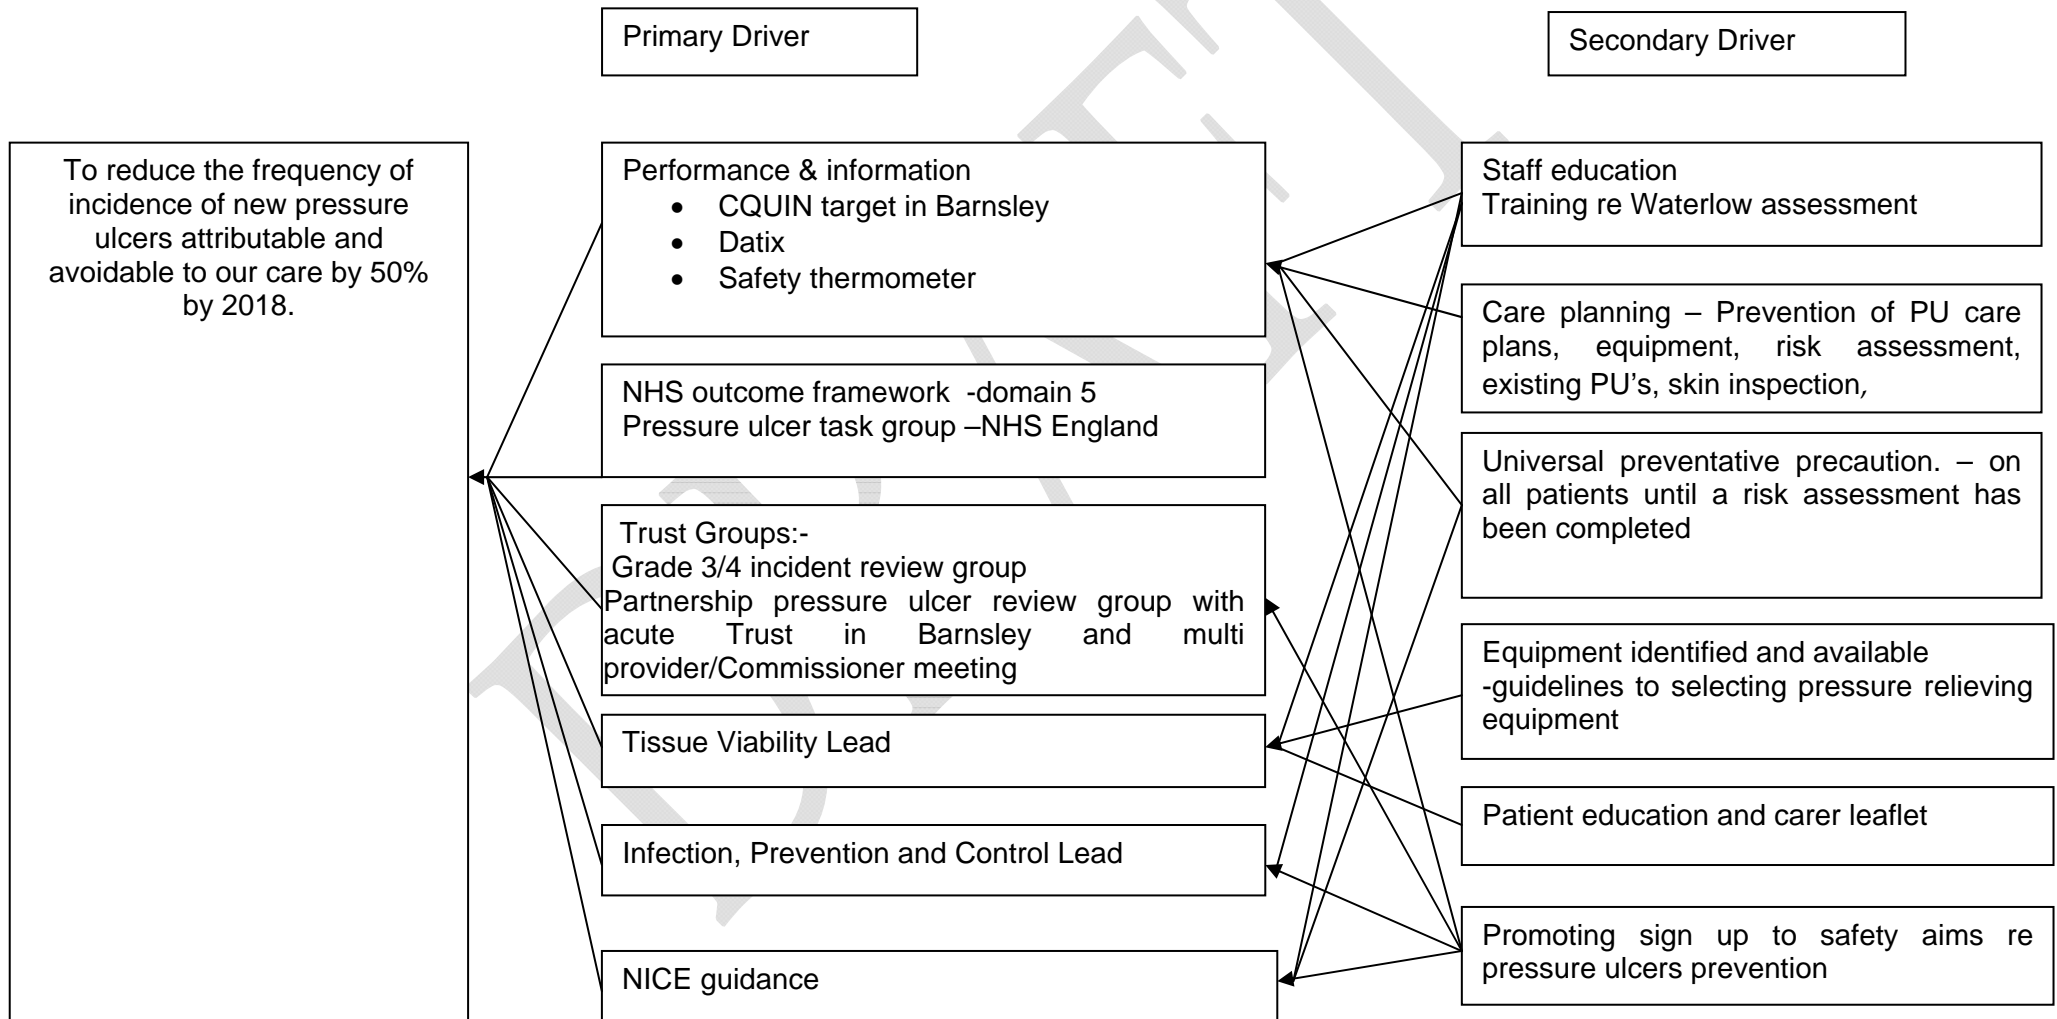 Primary Driver
Secondary Driver
To reduce the frequency of
incidence of new pressure
ulcers attributable and
avoidable to our care by 50%
by 2018.
Performance & information
• CQUIN target in Barnsley
• Datix
• Safety thermometer
NHS outcome framework -domain 5
Pressure ulcer task group –NHS England
Trust Groups:-
Grade 3/4 incident review group
Partnership pressure ulcer review group with
acute Trust in Barnsley and multi
provider/Commissioner meeting
Tissue Viability Lead
Infection, Prevention and Control Lead
NICE guidance
Staff education
Training re Waterlow assessment
Care planning – Prevention of PU care
plans, equipment, risk assessment,
existing PU's, skin inspection,
Universal preventative precaution. – on
all patients until a risk assessment has
been completed
Equipment identified and available
-guidelines to selecting pressure relieving
equipment
Patient education and carer leaflet
Promoting sign up to safety aims re
pressure ulcers prevention
DRAFT